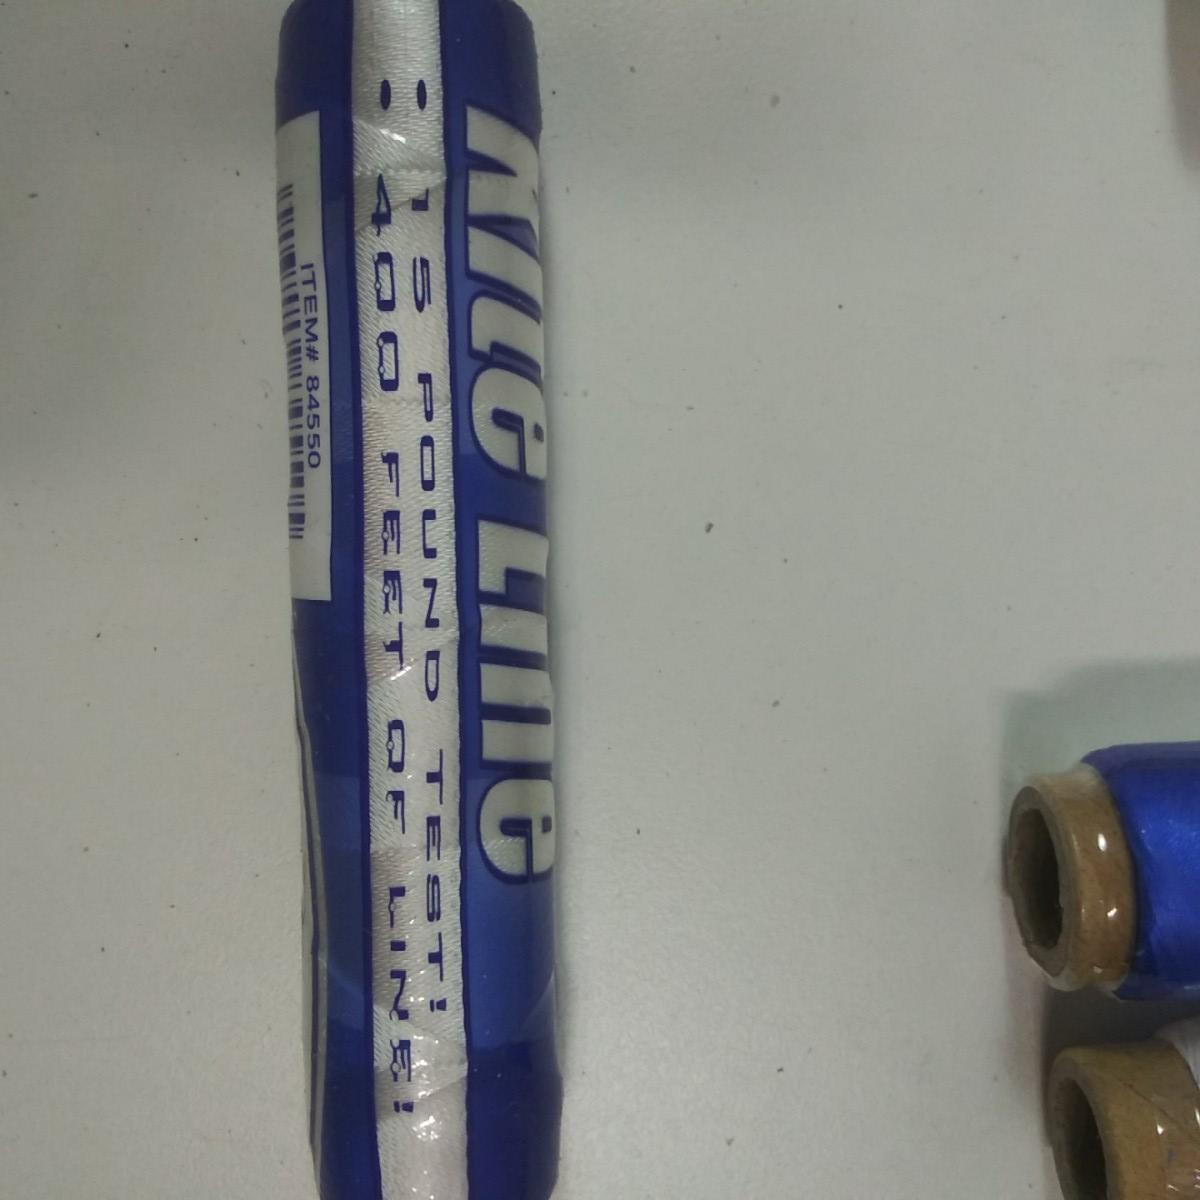 Kite Line
15 POUND TEST!
400 FEET OF LINE!
ITEM# 84550